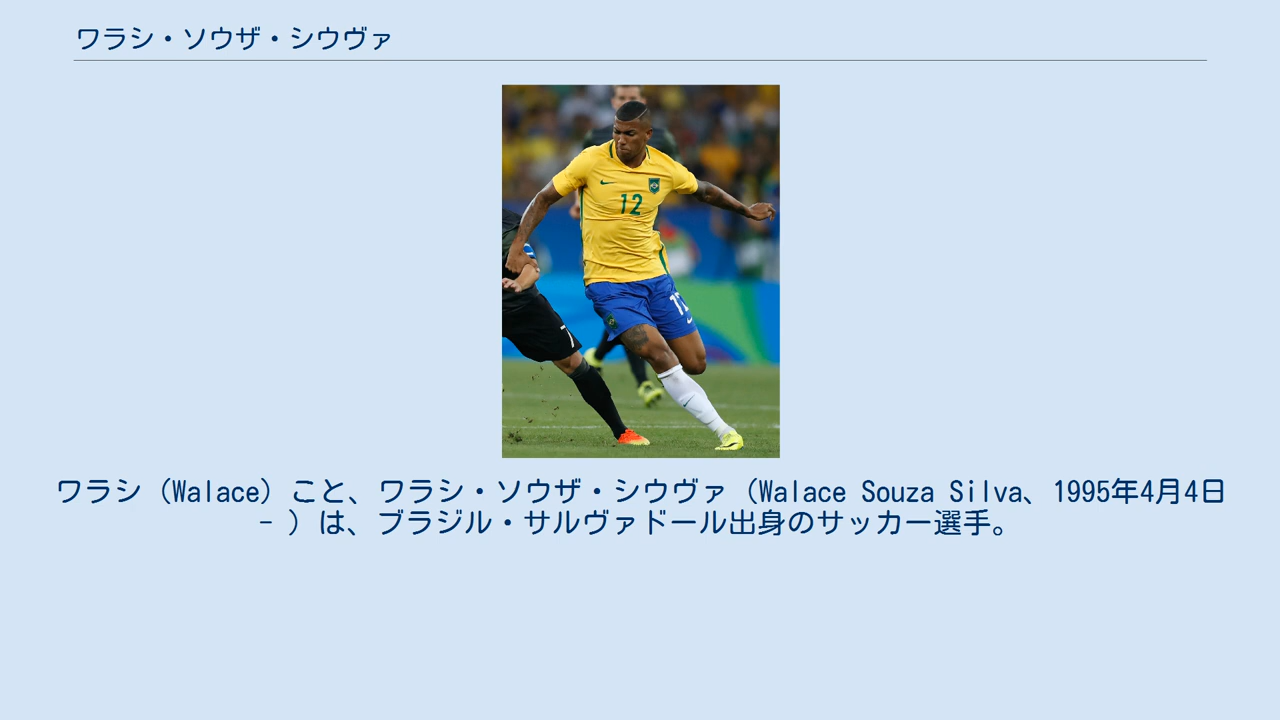 ワラシ・ソウザ・シウヴァ
12
7
ワラシ（Walace）こと、ワラシ・ソウザ・シウヴァ（Walace Souza Silva、1995年4月4日
- ）は、ブラジル・サルヴァドール出身のサッカー選手。